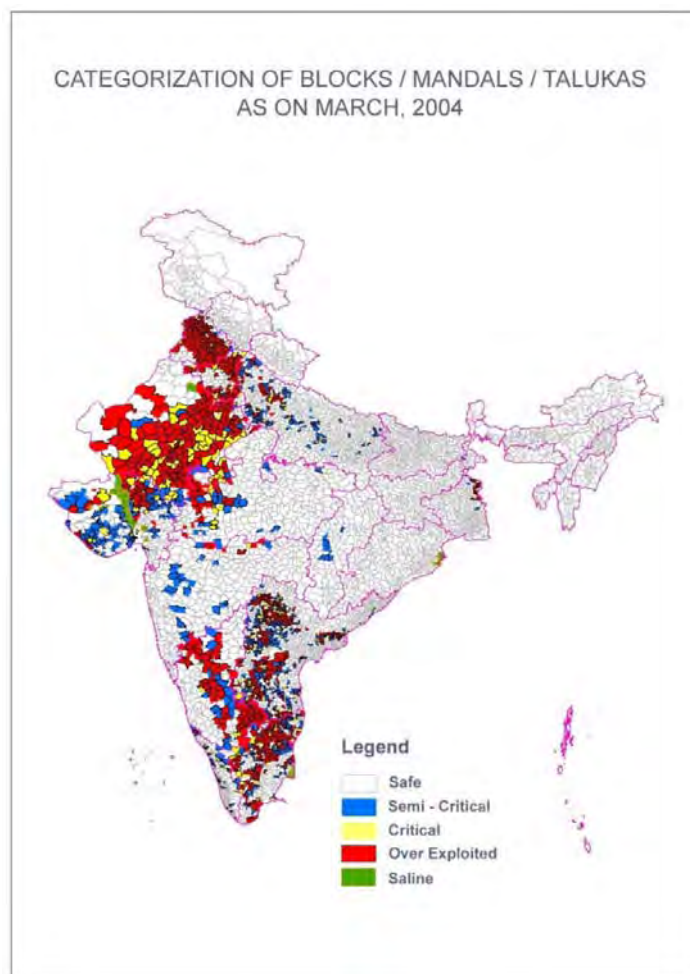 CATEGORIZATION OF BLOCKS / MANDALS / TALUKAS
AS ON MARCH, 2004
Legend
Safe
Semi - Critical
Critical
Over Exploited
Saline